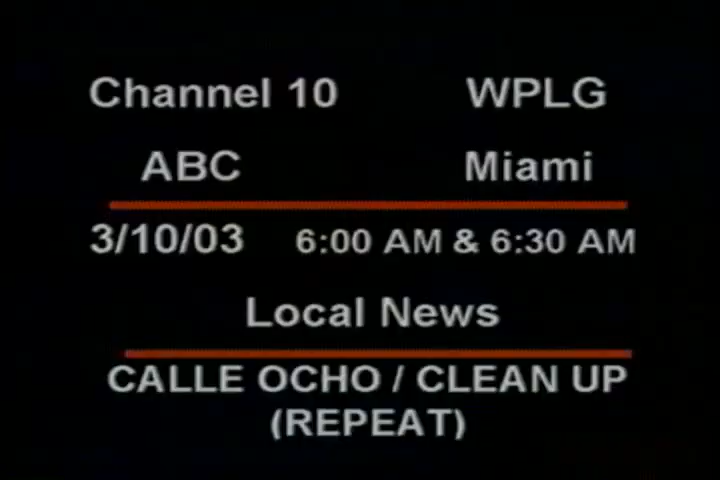 Channel 10 WPLG
ABC Miami
3/10/03 6:00 AM & 6:30 AM
Local News
CALLE OCHO / CLEAN UP
(REPEAT)